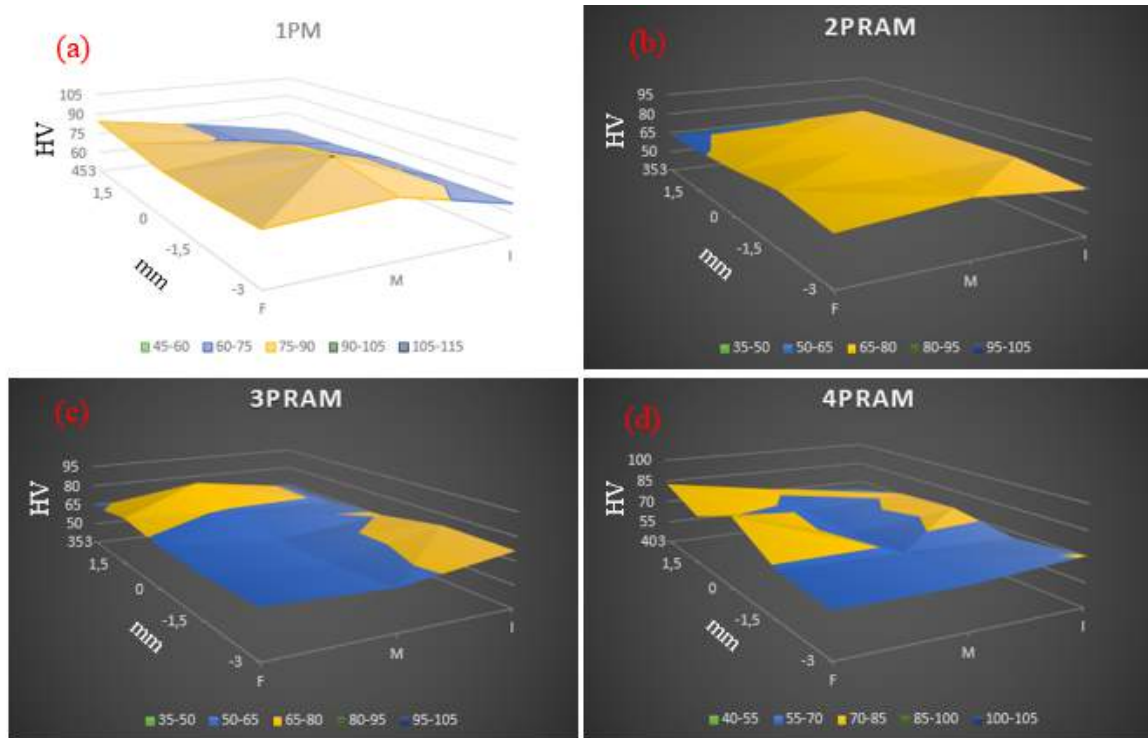 (a)
1PM
HV
105
90
75
60
453
1,5
0
-1,5
-3
mm
F
M
I
45-60 60-75 75-90 90-105 105-115
(b)
2PRAM
HV
95
80
65
50
353
1,5
0
-1,5
-3
mm
F
M
I
35-50 50-65 65-80 80-95 95-105
(c)
3PRAM
HV
95
80
65
50
353
1,5
0
-1,5
-3
mm
F
M
I
35-50 50-65 65-80 80-95 95-105
(d)
4PRAM
HV
100
85
70
55
403
1,5
0
-1,5
-3
mm
F
M
I
40-55 55-70 70-85 85-100 100-105